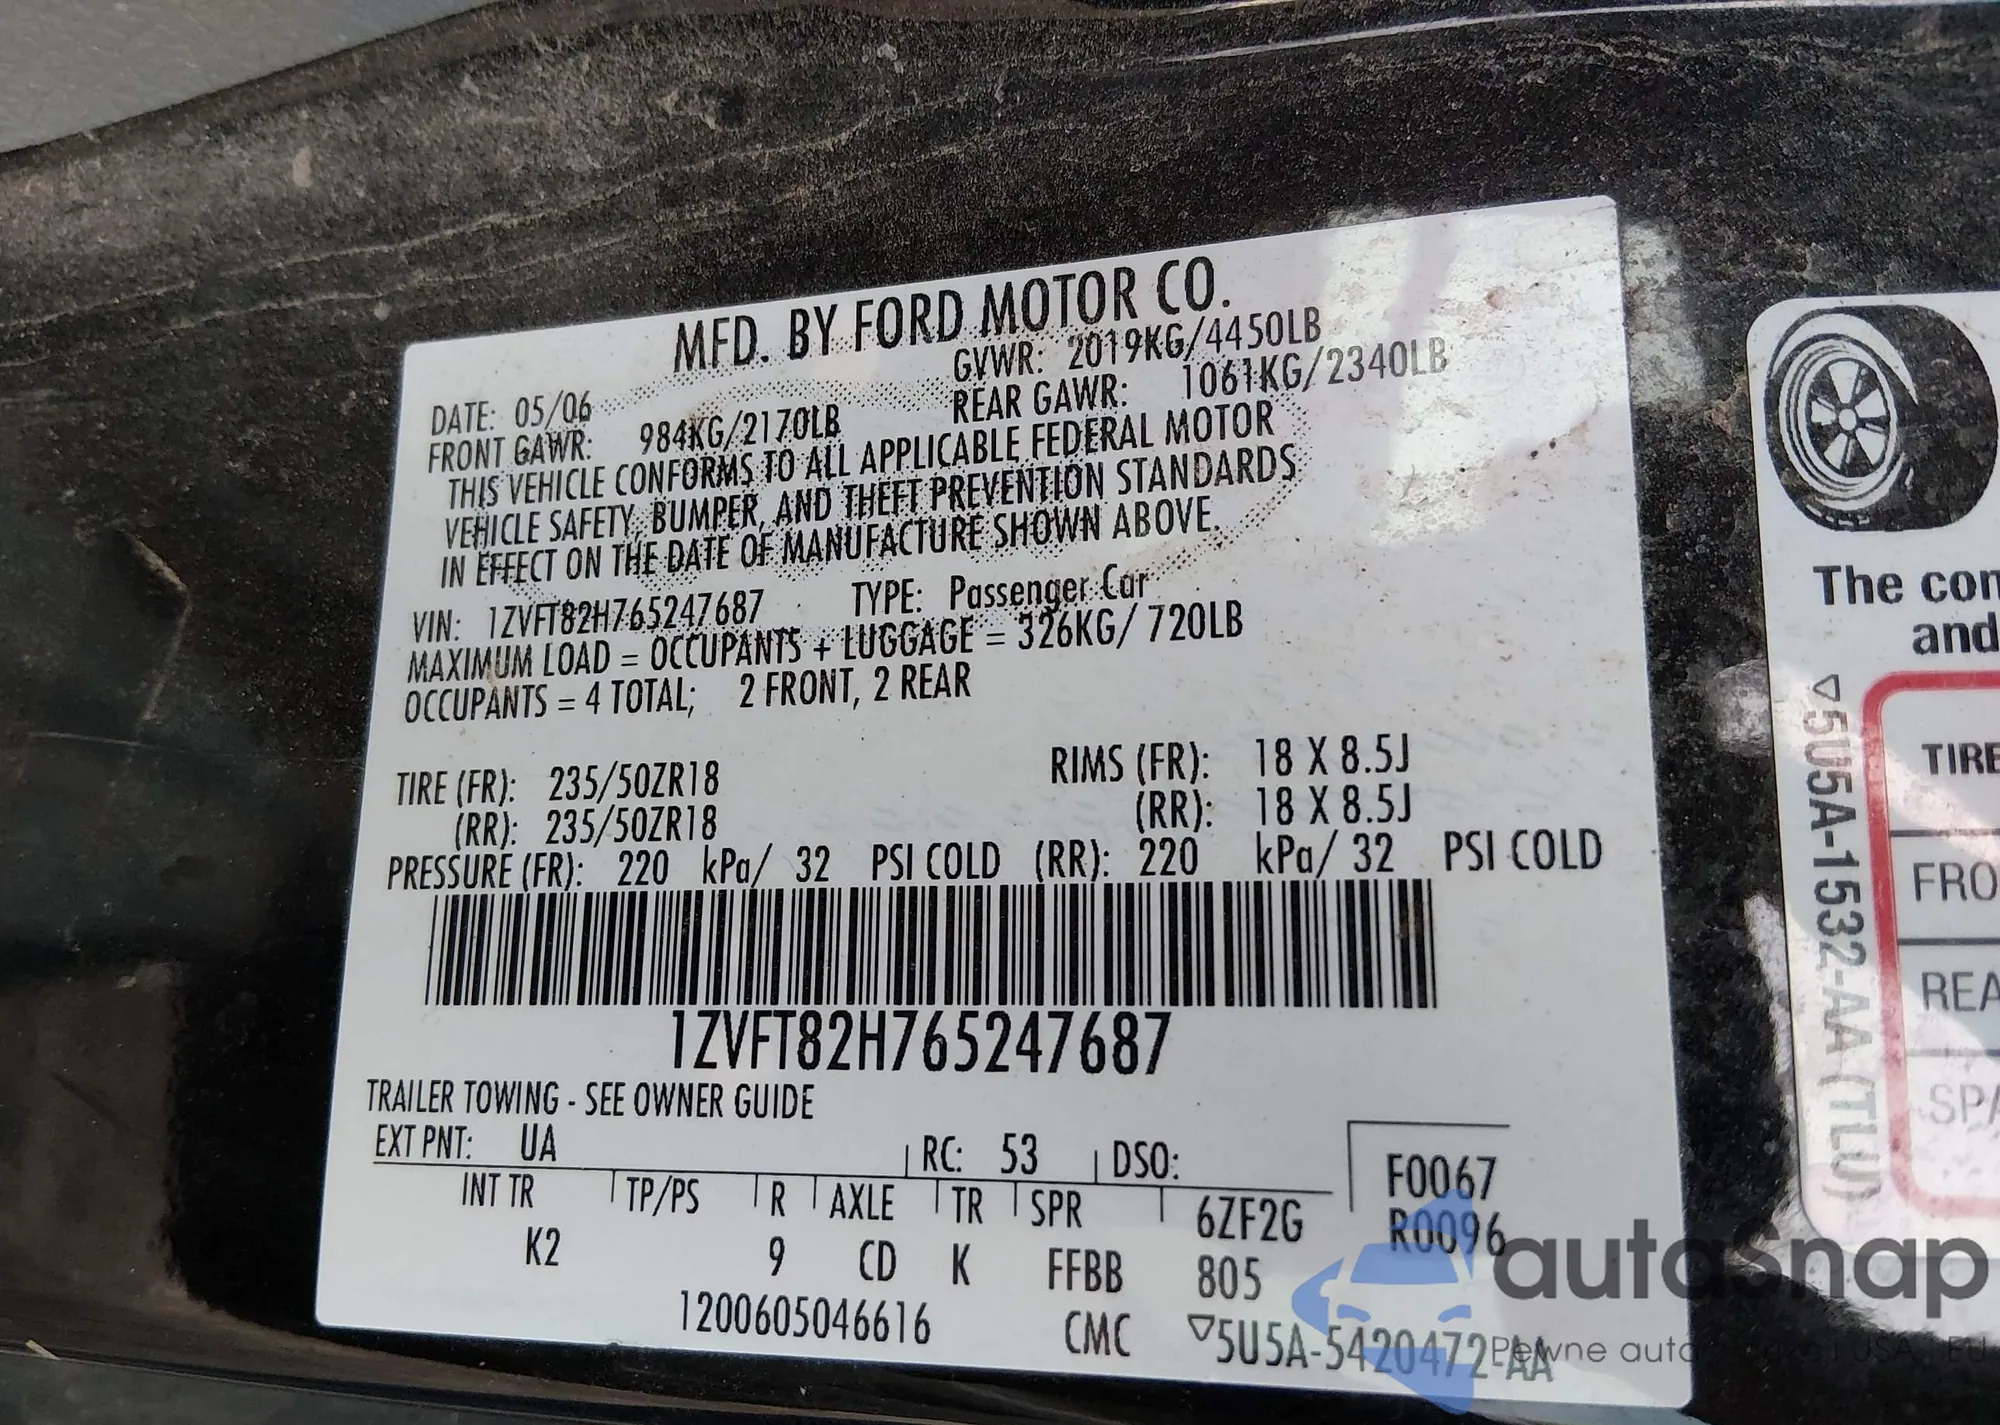 MFD. BY FORD MOTOR CO.
DATE: 05/06 GVWR: 2019KG/4450LB
FRONT GAWR: 984KG/2170LB REAR GAWR: 1061KG/2340LB
THIS VEHICLE CONFORMS TO ALL APPLICABLE FEDERAL MOTOR
VEHICLE SAFETY, BUMPER, AND THEFT PREVENTION STANDARDS
IN EFFECT ON THE DATE OF MANUFACTURE SHOWN ABOVE.
VIN: 1ZVFT82H765247687 TYPE: Passenger Car
MAXIMUM LOAD = OCCUPANTS + LUGGAGE = 326KG/ 720LB
OCCUPANTS = 4 TOTAL; 2 FRONT, 2 REAR
TIRE (FR): 235/50ZR18 RIMS (FR): 18 X 8.5J
(RR): 235/50ZR18 (RR): 18 X 8.5J
PRESSURE (FR): 220 kPa/ 32 PSI COLD (RR): 220 kPa/ 32 PSI COLD
1ZVFT82H765247687
TRAILER TOWING - SEE OWNER GUIDE
EXT PNT: UA RC: 53 DSO: F0067
INT TR TP/PS R AXLE TR SPR 6ZF2G R0096
K2 9 CD K FFBB 805
1200605046616 CMC ▽5U5A-5420472-AA
The con
and
▽5U5A-1532-AA (TLU)
TIRE
FRO
REA
SPA
autasnap
Pewne auto USA EU